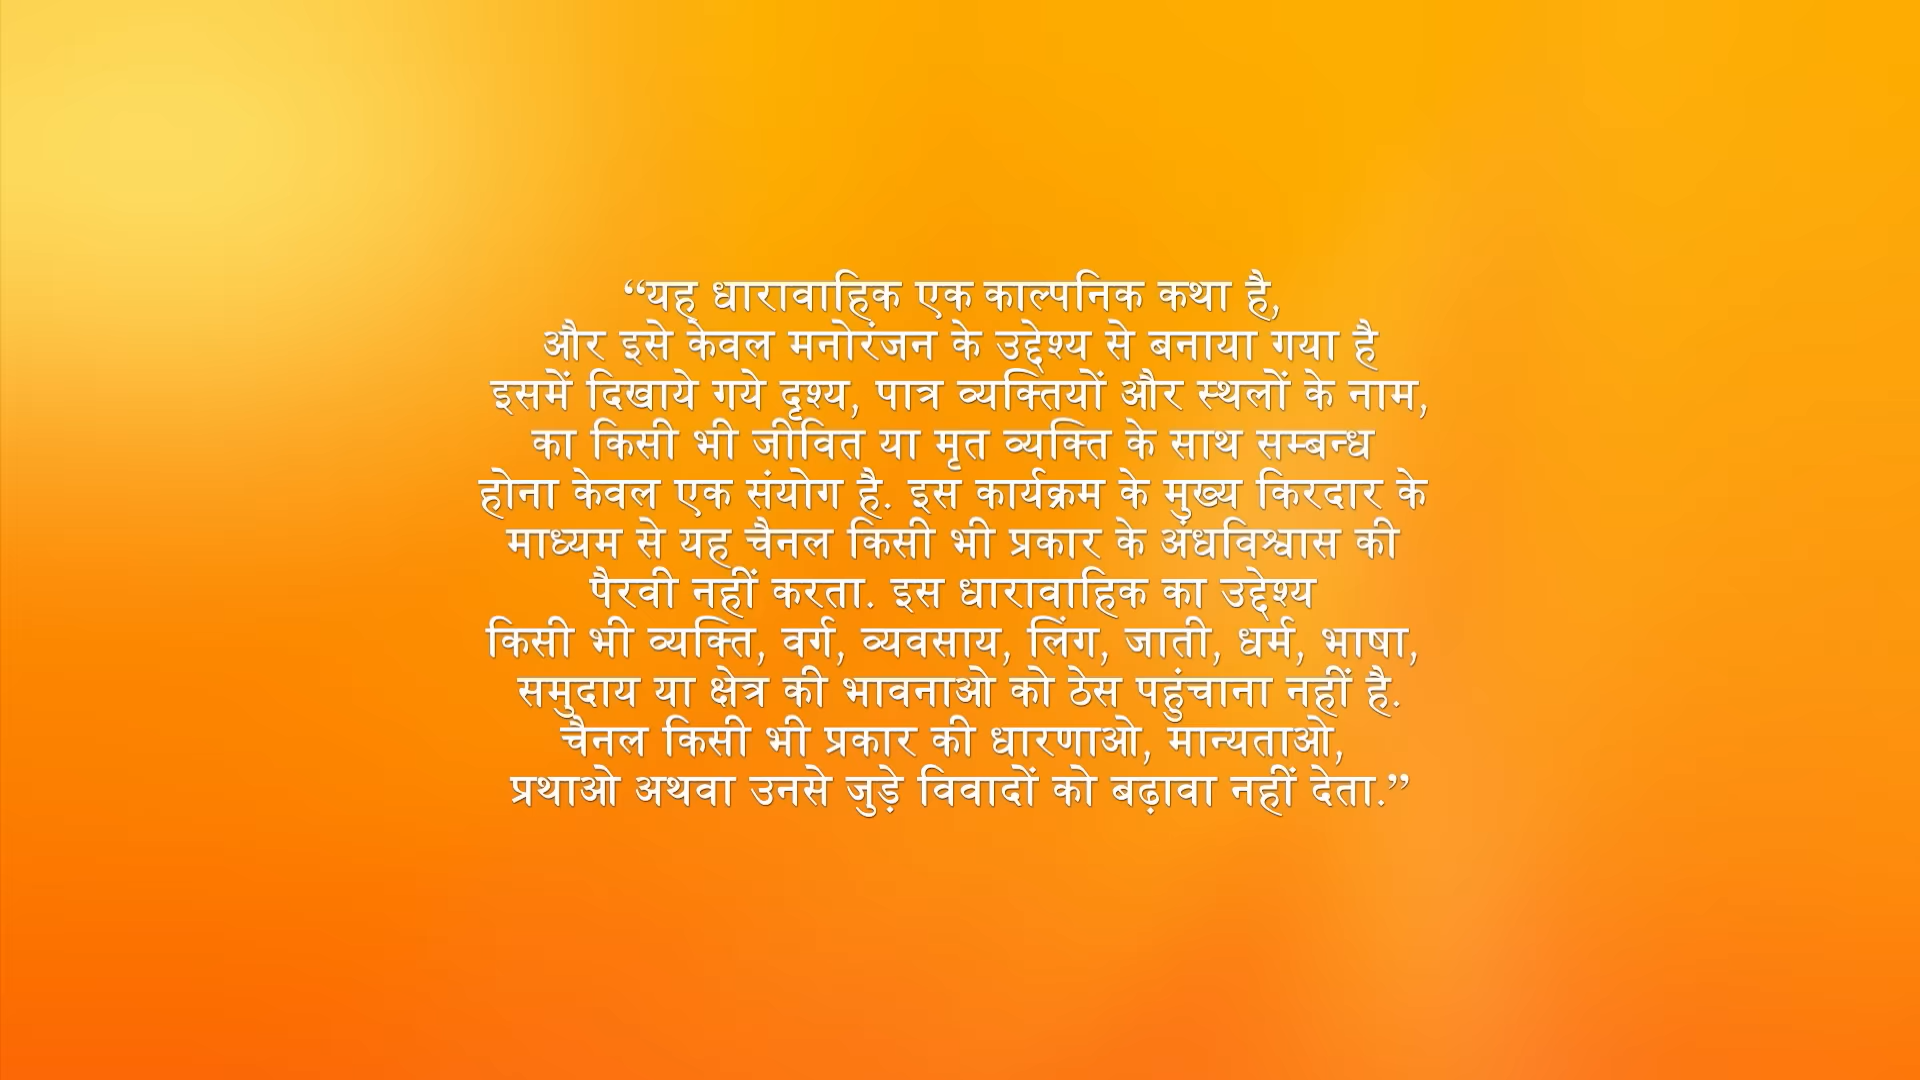 “यह धारावाहिक एक काल्पनिक कथा है,
और इसे केवल मनोरंजन के उद्देश्य से बनाया गया है
इसमें दिखाये गये दृश्य, पात्र व्यक्तियों और स्थलों के नाम,
का किसी भी जीवित या मृत व्यक्ति के साथ सम्बन्ध
होना केवल एक संयोग है. इस कार्यक्रम के मुख्य किरदार के
माध्यम से यह चैनल किसी भी प्रकार के अंधविश्वास की
पैरवी नहीं करता. इस धारावाहिक का उद्देश्य
किसी भी व्यक्ति, वर्ग, व्यवसाय, लिंग, जाती, धर्म, भाषा,
समुदाय या क्षेत्र की भावनाओ को ठेस पहुंचाना नहीं है.
चैनल किसी भी प्रकार की धारणाओ, मान्यताओ,
प्रथाओ अथवा उनसे जुड़े विवादों को बढ़ावा नहीं देता.”